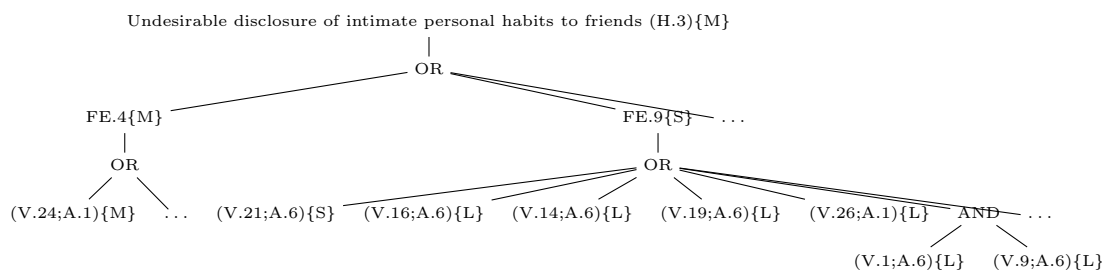 Undesirable disclosure of intimate personal habits to friends (H.3){M}
OR
FE.4{M} FE.9{S} ...
OR OR
(V.24;A.1){M} ... (V.21;A.6){S} (V.16;A.6){L} (V.14;A.6){L} (V.19;A.6){L} (V.26;A.1){L} AND ...
(V.1;A.6){L} (V.9;A.6){L}